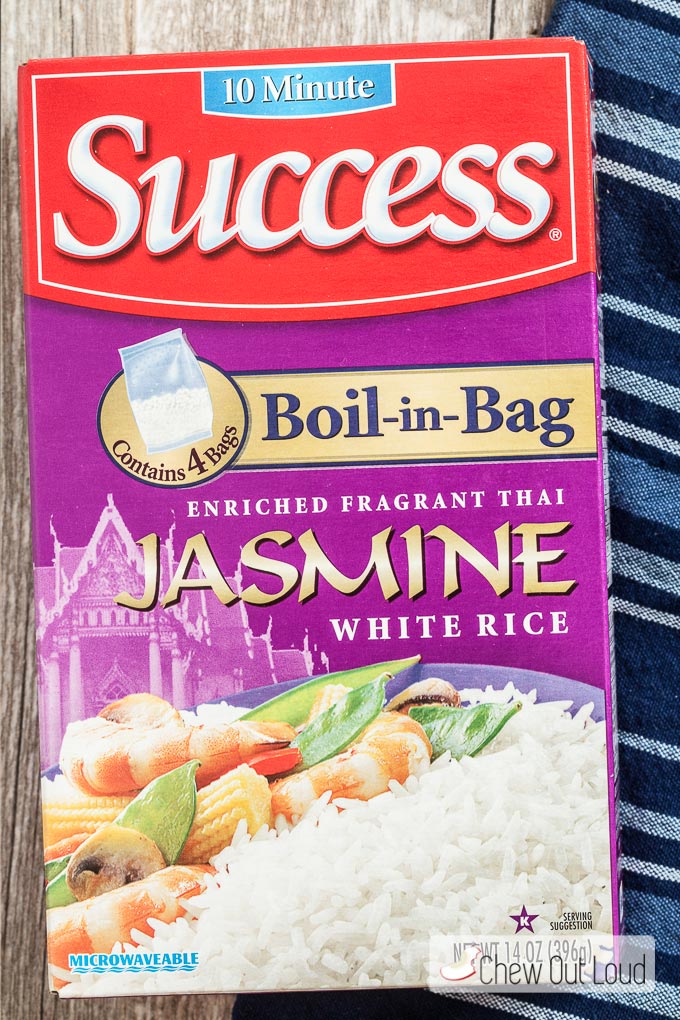 10 Minute
Success®
Boil-in-Bag
Contains 4 Bags
ENRICHED FRAGRANT THAI
JASMINE
WHITE RICE
K
SERVING
SUGGESTION
MICROWAVEABLE
NET WT 14 OZ (396g)
Chew Out Loud